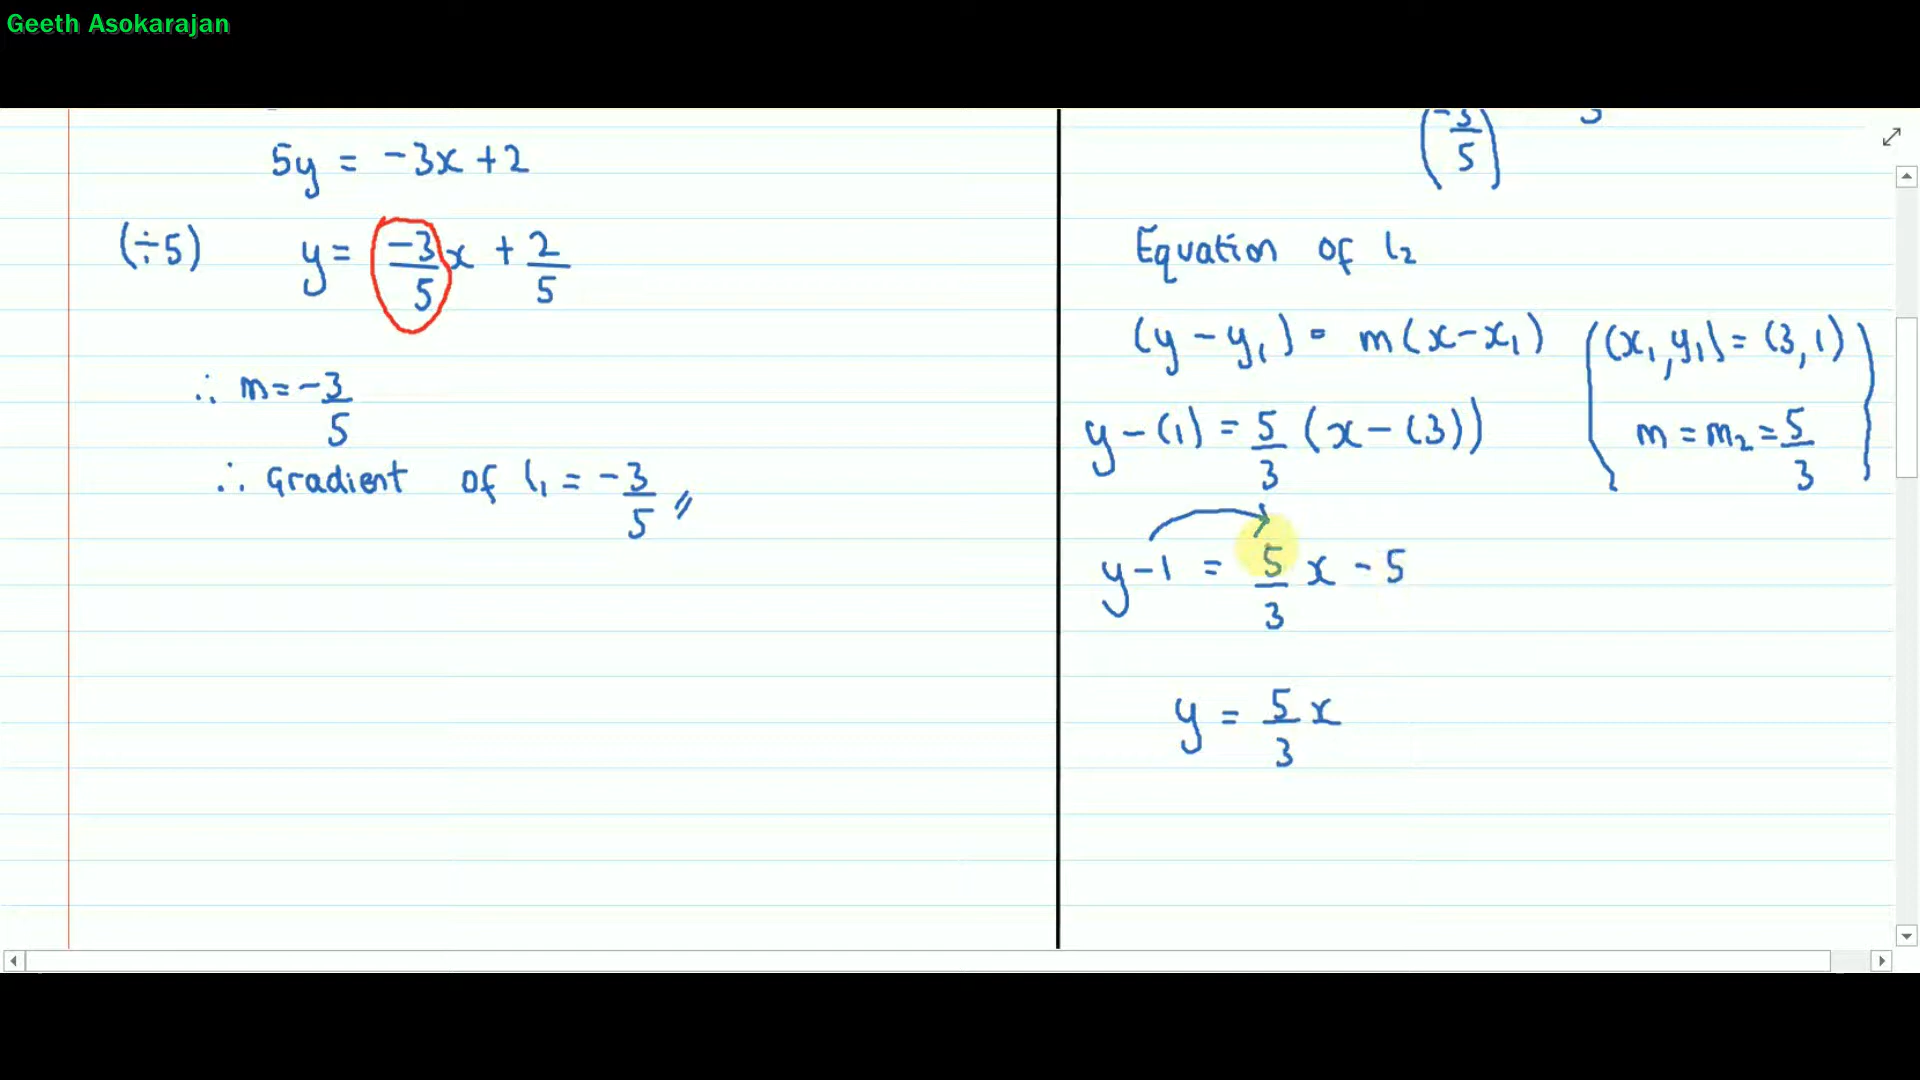 Geeth Asokarajan
5y = -3x + 2
(÷5) y = -3/5 x + 2/5
∴ m = -3/5
∴ Gradient of l₁ = -3/5 //
(-3/5)
Equation of l₂
(y - y₁) = m(x - x₁) ((x₁, y₁) = (3, 1)
y - (1) = 5/3 (x - (3)) m = m₂ = 5/3)
y - 1 = 5/3 x - 5
y = 5/3 x